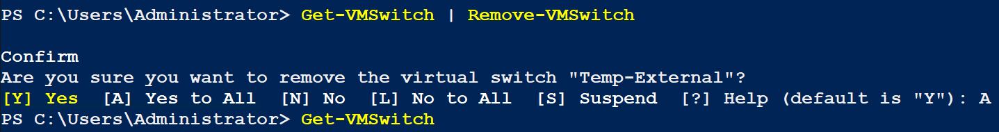 PS C:\Users\Administrator> Get-VMSwitch | Remove-VMSwitch
Confirm
Are you sure you want to remove the virtual switch "Temp-External"?
[Y] Yes  [A] Yes to All  [N] No  [L] No to All  [S] Suspend  [?] Help (default is "Y"): A
PS C:\Users\Administrator> Get-VMSwitch